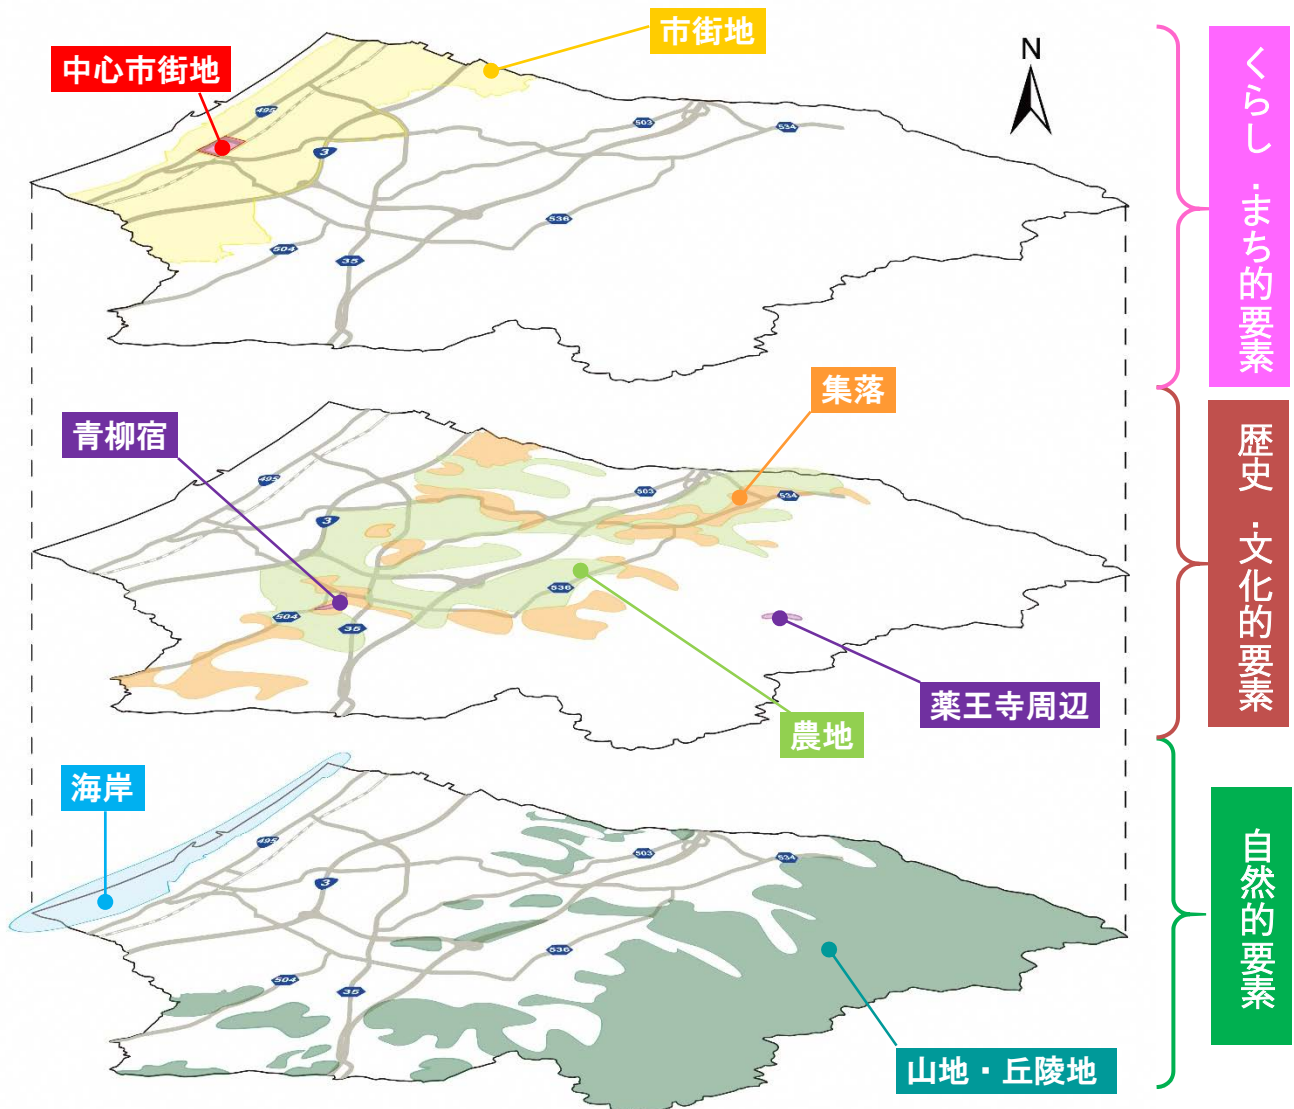 市街地
中心市街地
N
495
3
503
534
536
504
35
くらし・まち的要素
集落
青柳宿
495
3
503
534
536
504
35
薬王寺周辺
農地
歴史・文化的要素
海岸
495
3
503
534
536
504
35
山地・丘陵地
自然的要素